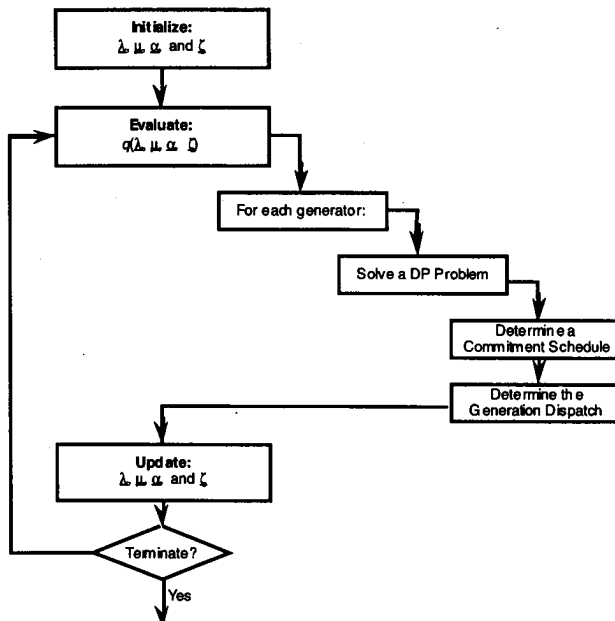 Initialize:
λ, μ, α and ζ
Evaluate:
q(λ, μ, α ζ)
For each generator:
Solve a DP Problem
Determine a
Commitment Schedule
Determine the
Generation Dispatch
Update:
λ, μ, α and ζ
Terminate?
Yes